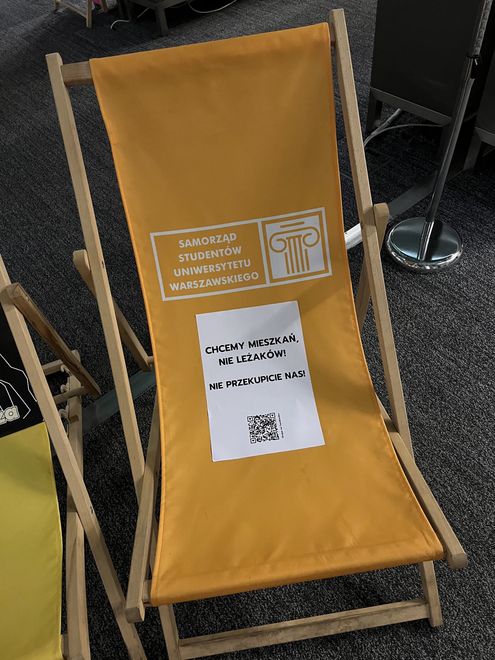 SAMORZĄD
STUDENTÓW
UNIWERSYTETU
WARSZAWSKIEGO
CHCEMY MIESZKAŃ,
NIE LEŻAKÓW!
NIE PRZEKUPICIE NAS!